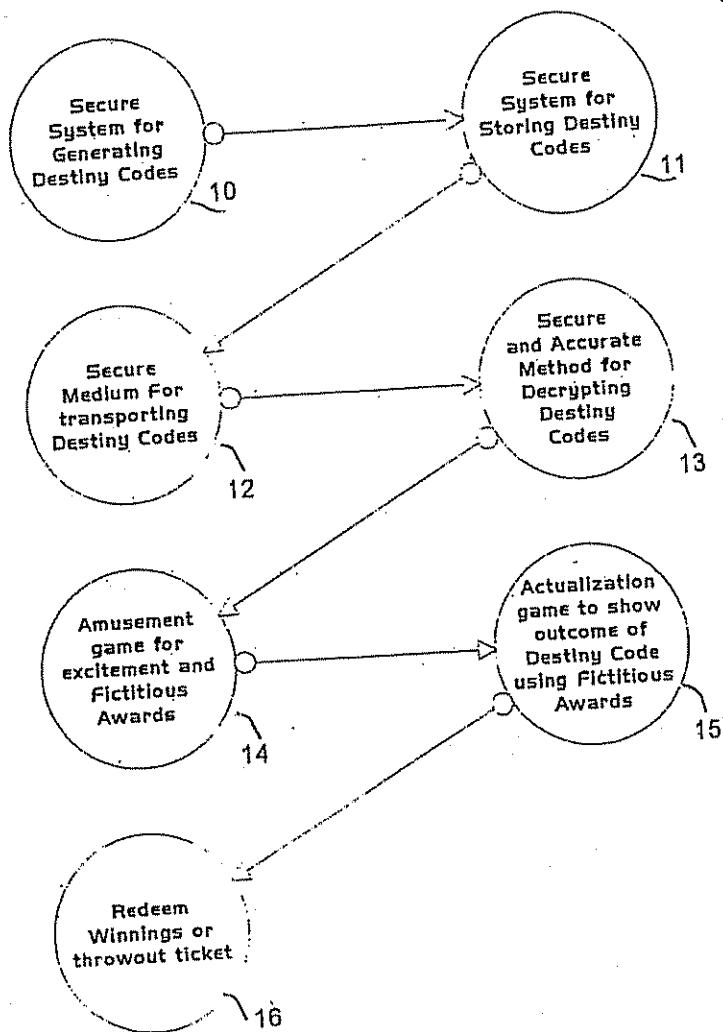 Secure
System for
Generating
Destiny Codes
10
Secure
System for
Storing Destiny
Codes
11
Secure
Medium For
transporting
Destiny Codes
12
Secure
and Accurate
Method for
Decrypting
Destiny
Codes
13
Amusement
game for
excitement and
Fictitious
Awards
14
Actualization
game to show
outcome of
Destiny Code
using Fictitious
Awards
15
Redeem
Winnings or
throwout ticket
16